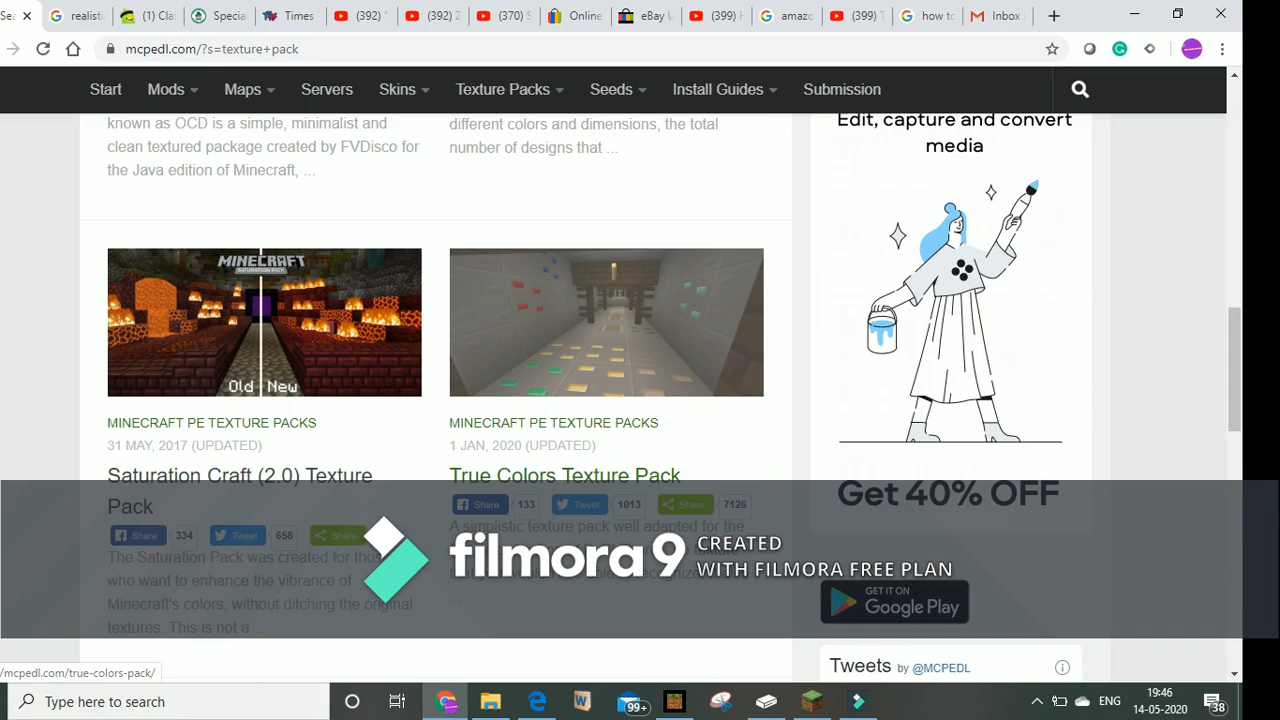 Sea
realisti
(1) Cla
Specia
Times
(392) "
(392) Z
(370) S
Online
eBay U
(399) H
amazo
(399) T
how to
Inbox
mcpedl.com/?s=texture+pack
Start Mods Maps Servers Skins Texture Packs Seeds Install Guides Submission
known as OCD is a simple, minimalist and
clean textured package created by FVDisco for
the Java edition of Minecraft, ...
different colors and dimensions, the total
number of designs that ...
Edit, capture and convert
media
MINECRAFT
SATURATION PACK
Old New
MINECRAFT PE TEXTURE PACKS
31 MAY, 2017 (UPDATED)
Saturation Craft (2.0) Texture
Pack
Share 334 Tweet 658 Share
The Saturation Pack was created for those
who want to enhance the vibrance of
Minecraft's colors, without ditching the original
textures. This is not a ...
MINECRAFT PE TEXTURE PACKS
1 JAN, 2020 (UPDATED)
True Colors Texture Pack
Share 133 Tweet 1013 Share 7126
A simplistic texture pack well adapted for the
...
Get 40% OFF
filmora9 CREATED
WITH FILMORA FREE PLAN
GET IT ON
Google Play
Tweets by @MCPEDL
/mcpedl.com/true-colors-pack/
Type here to search
99+
ENG
19:46
14-05-2020
38